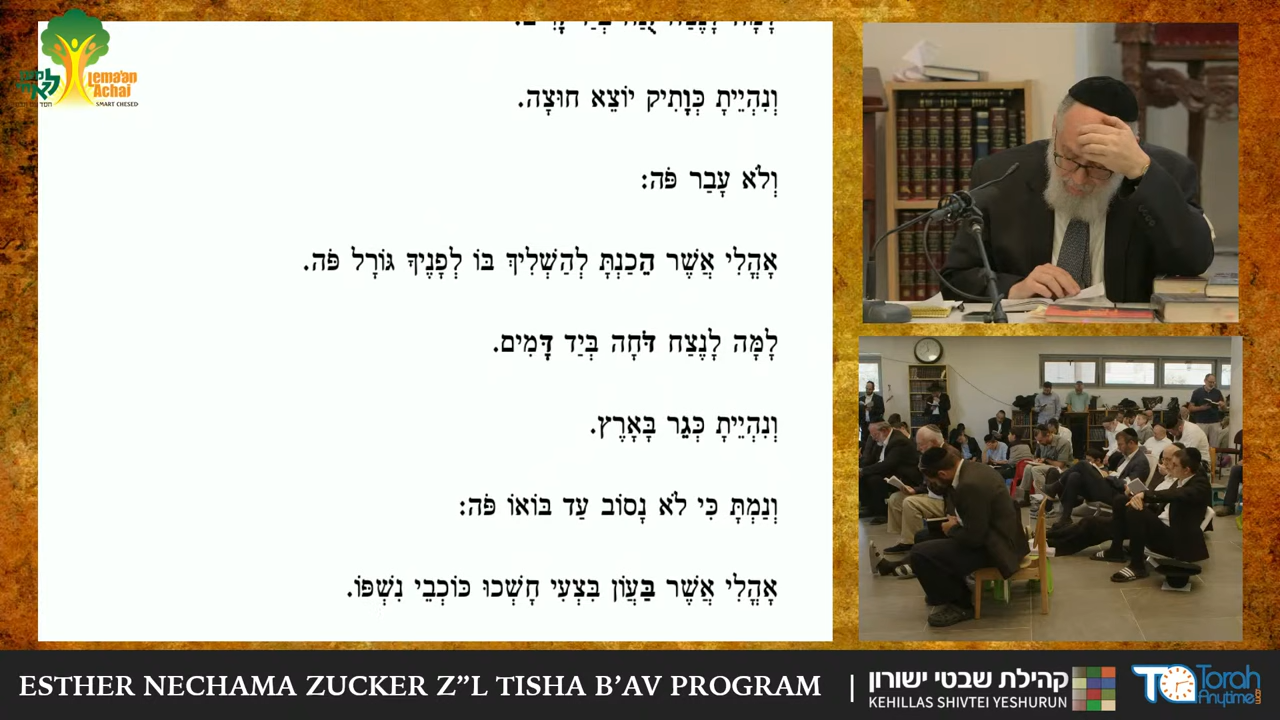 וְנִהְיֵיתָ כְּוָתִיק יוֹצֵא חוּצָה.
וְלֹא עָבַר פֹּה:
אָהֳלִי אֲשֶׁר הֲכַנְתָּ לְהַשְׁלִיךְ בּוֹ לְפָנֶיךָ גּוֹרָל פֹּה.
לָמָּה לָנֶצַח דֹּחָה בְּיַד דָּמִים.
וְנִהְיֵיתָ כְּגֵר בָּאָרֶץ.
וְנַמְתָּ כִּי לֹא נָסוֹב עַד בּוֹאוֹ פֹּה:
אָהֳלִי אֲשֶׁר בַּעֲוֹן בִּצְעִי חָשְׁכוּ כּוֹכְבֵי נִשְׁפּוֹ.
Lema'an
Achai
SMART CHESED
ESTHER NECHAMA ZUCKER Z”L TISHA B’AV PROGRAM
קהילת שבטי ישורון
KEHILLAS SHIVTEI YESHURUN
Torah
Anytime.com